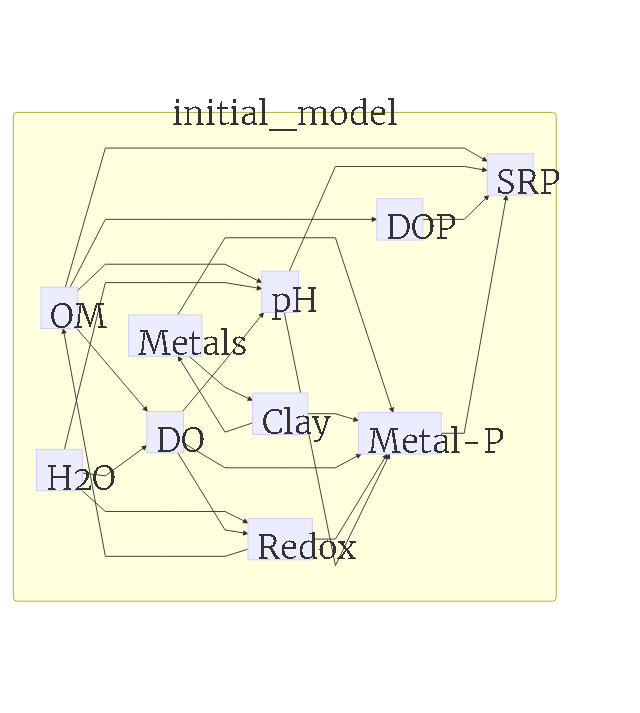 initial_model
SRP
DOP
pH
OM
Metals
Clay
DO
Metal-P
H2O
Redox